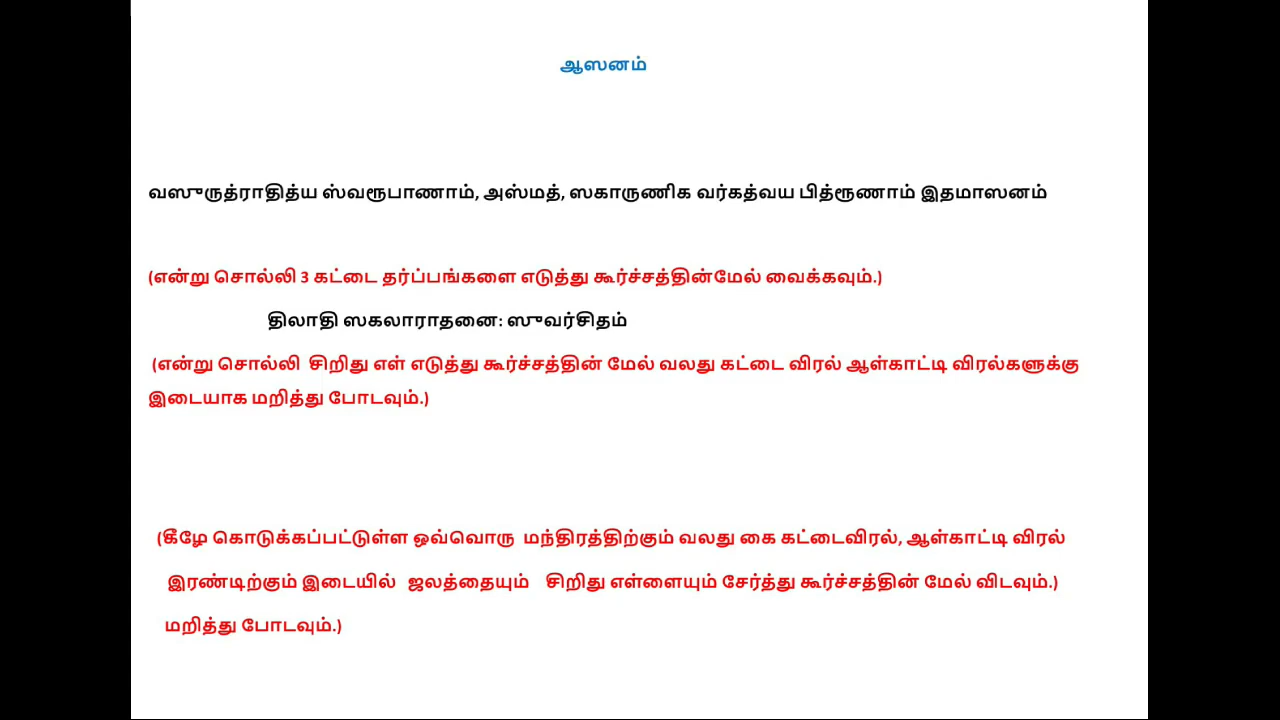 ஆஸனம்
வஸுருத்ராதித்ய ஸ்வரூபாணாம், அஸ்மத், ஸகாருணிக வர்கத்வய பித்ரூணாம் இதமாஸனம்
(என்று சொல்லி 3 கட்டை தர்ப்பங்களை எடுத்து கூர்ச்சத்தின்மேல் வைக்கவும்.)
திலாதி ஸகலாராதனை: ஸுவர்சிதம்
(என்று சொல்லி சிறிது எள் எடுத்து கூர்ச்சத்தின் மேல் வலது கட்டை விரல் ஆள்காட்டி விரல்களுக்கு
இடையாக மறித்து போடவும்.)
(கீழே கொடுக்கப்பட்டுள்ள ஒவ்வொரு மந்திரத்திற்கும் வலது கை கட்டைவிரல், ஆள்காட்டி விரல்
இரண்டிற்கும் இடையில் ஜலத்தையும் சிறிது எள்ளையும் சேர்த்து கூர்ச்சத்தின் மேல் விடவும்.)
மறித்து போடவும்.)